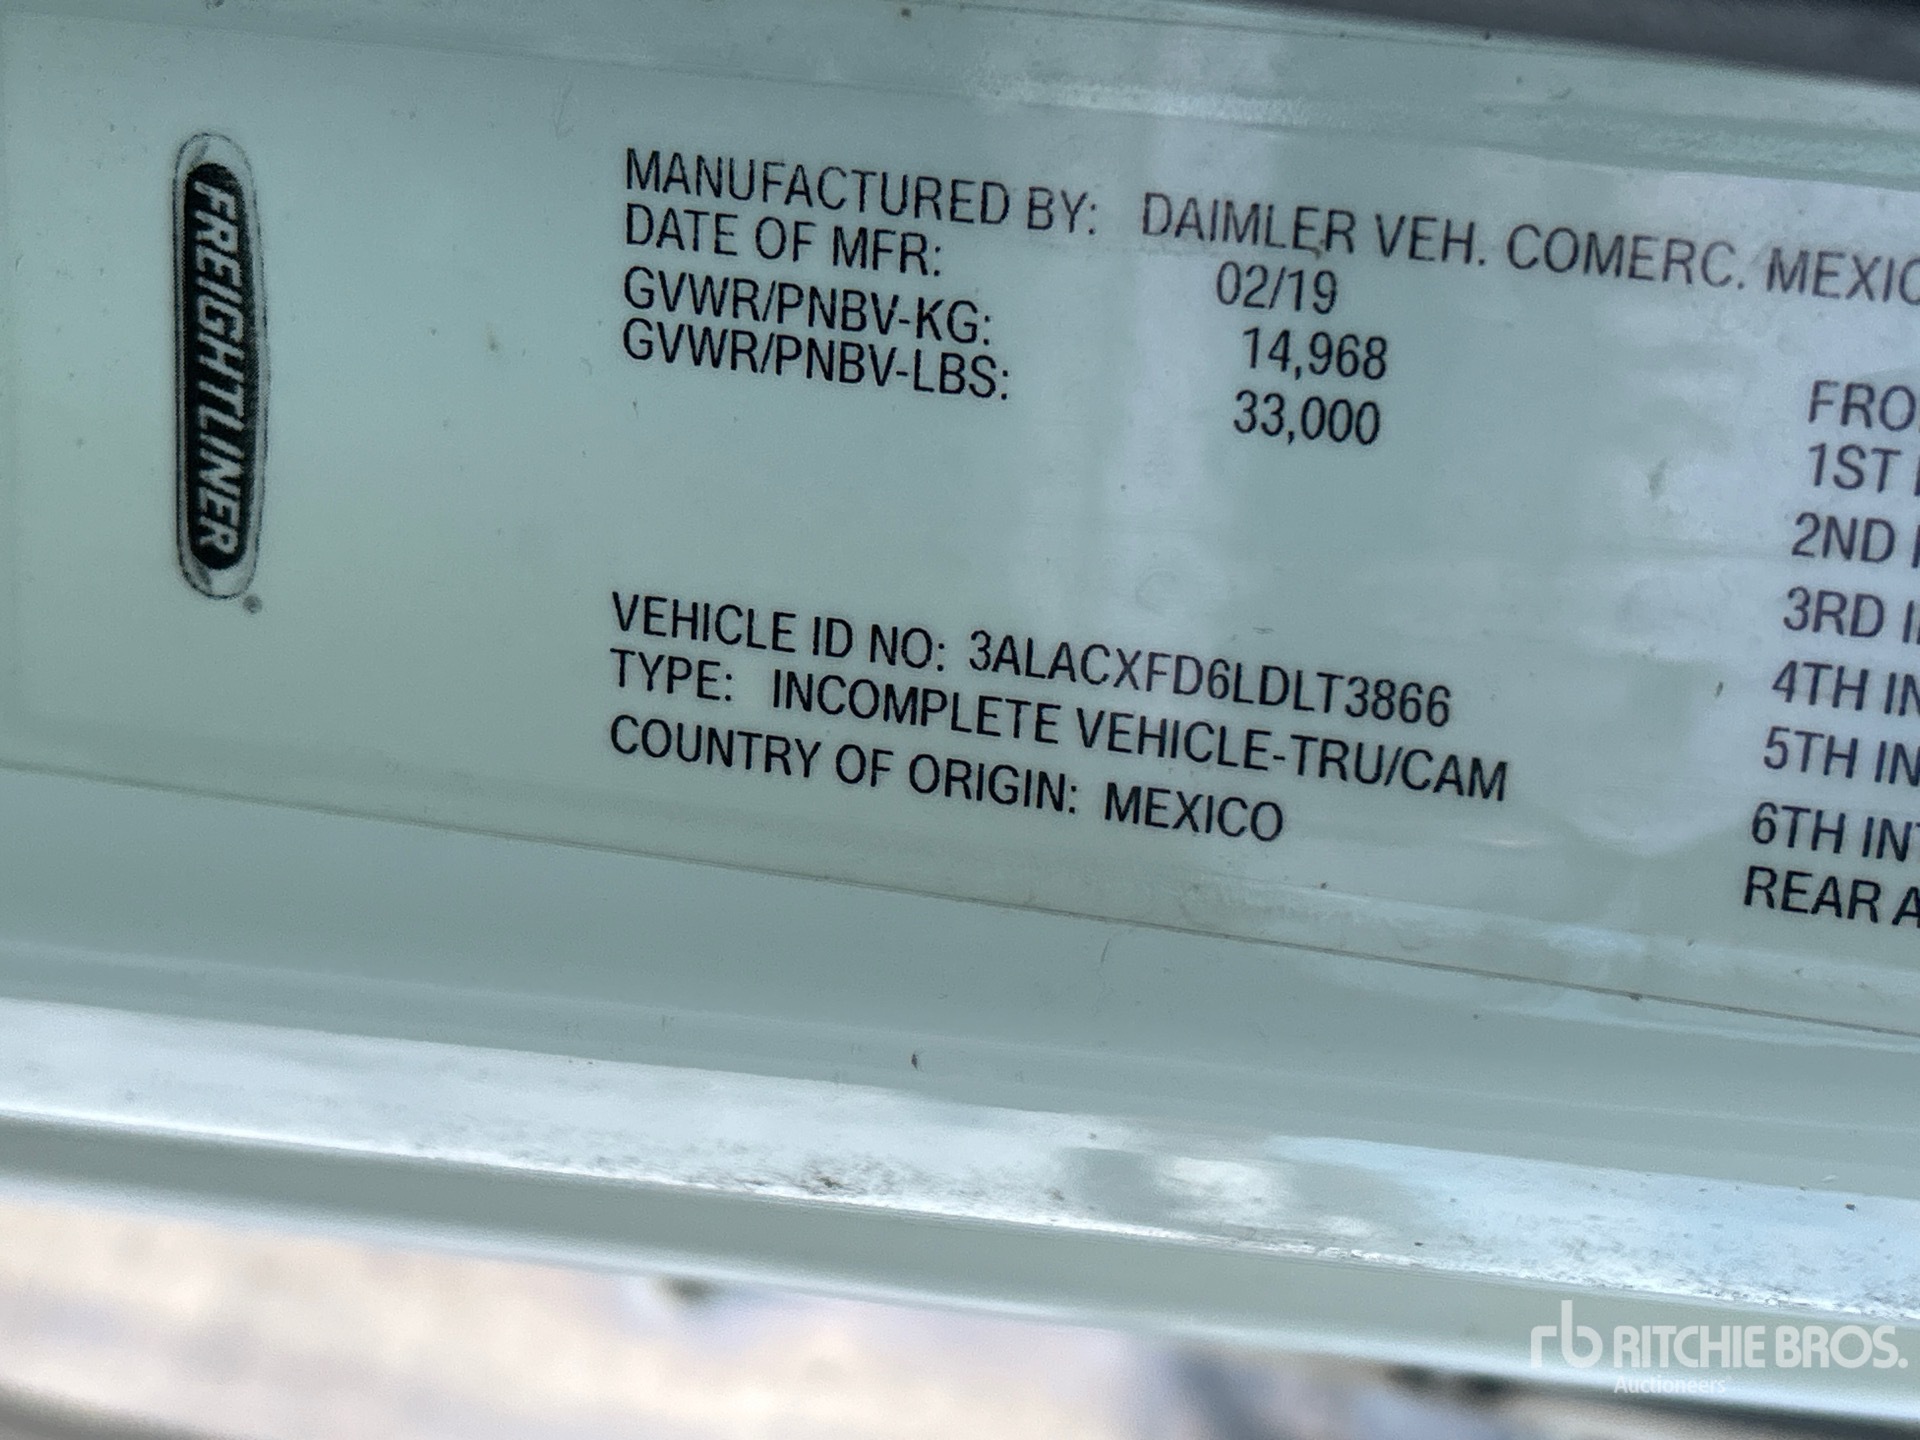 FREIGHTLINER
MANUFACTURED BY: DAIMLER VEH. COMERC. MEXIC
DATE OF MFR: 02/19
GVWR/PNBV-KG: 14,968
GVWR/PNBV-LBS: 33,000
VEHICLE ID NO: 3ALACXFD6LDLT3866
TYPE: INCOMPLETE VEHICLE-TRU/CAM
COUNTRY OF ORIGIN: MEXICO
FRO
1ST
2ND
3RD I
4TH IN
5TH IN
6TH INT
REAR A
rb RITCHIE BROS.
Auctioneers